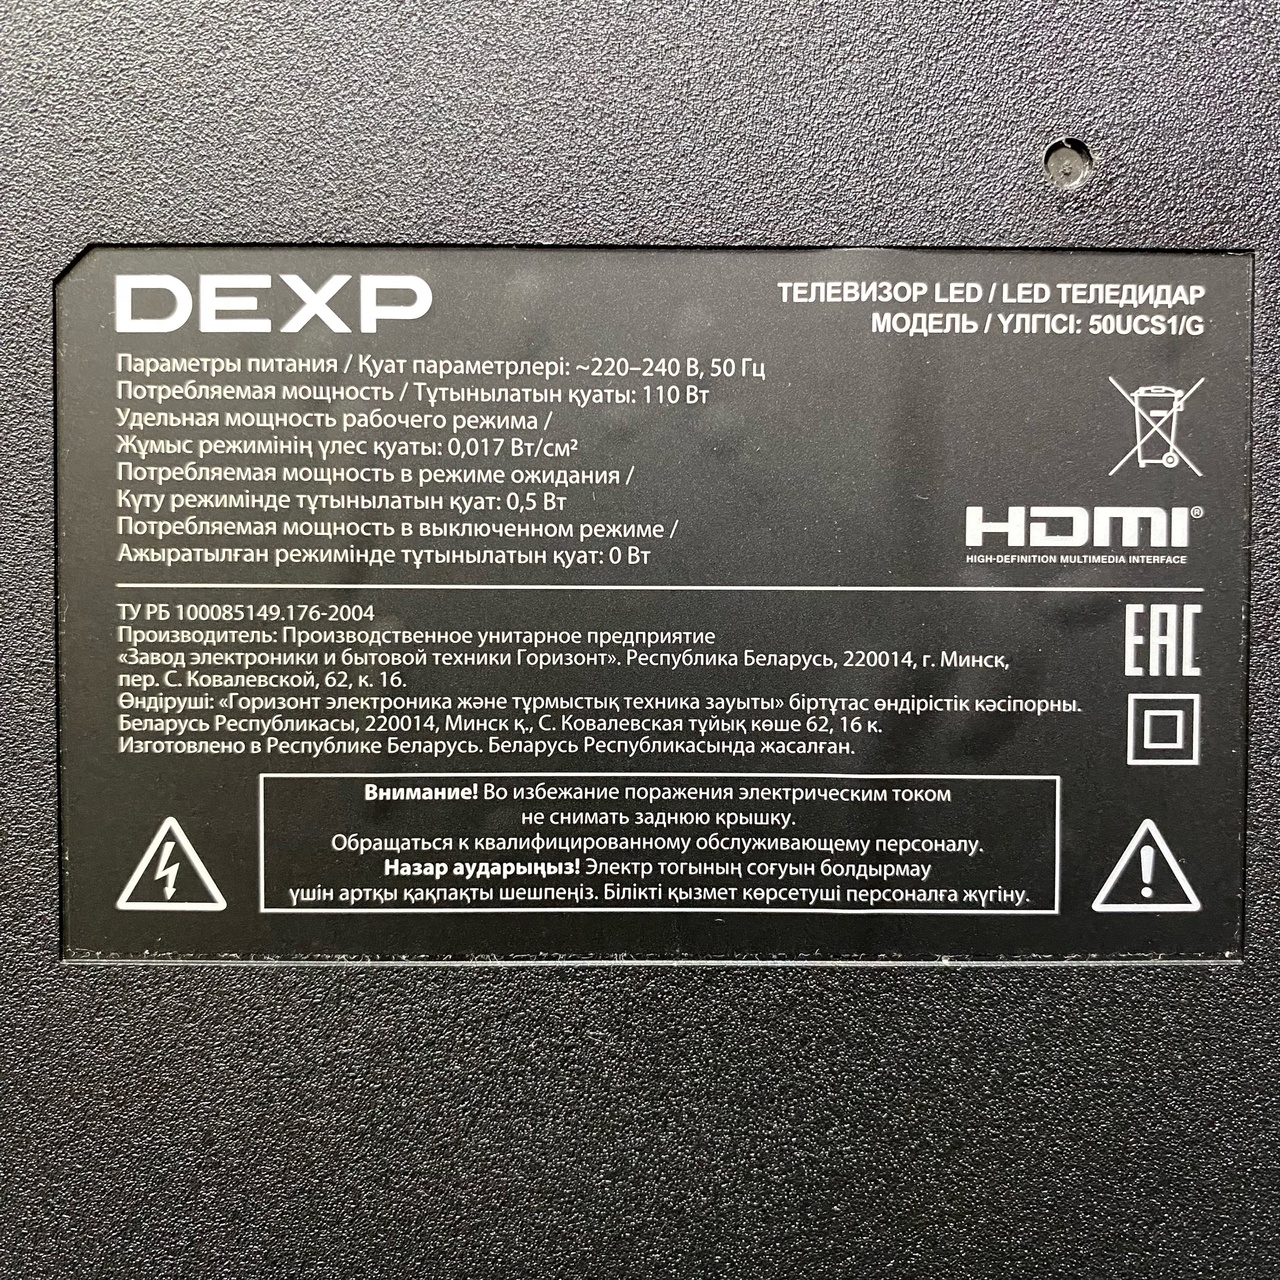 DEXP
ТЕЛЕВИЗОР LED / LED ТЕЛЕДИДАР
МОДЕЛЬ / ҮЛГІСІ: 50UCS1/G
Параметры питания / Қуат параметрлері: ~220–240 В, 50 Гц
Потребляемая мощность / Тұтынылатын қуаты: 110 Вт
Удельная мощность рабочего режима /
Жұмыс режимінің үлес қуаты: 0,017 Вт/см²
Потребляемая мощность в режиме ожидания /
Күту режимінде тұтынылатын қуат: 0,5 Вт
Потребляемая мощность в выключенном режиме /
Ажыратылған режимінде тұтынылатын қуат: 0 Вт
HDMI®
HIGH-DEFINITION MULTIMEDIA INTERFACE
ТУ РБ 100085149.176-2004
Производитель: Производственное унитарное предприятие
«Завод электроники и бытовой техники Горизонт». Республика Беларусь, 220014, г. Минск,
пер. С. Ковалевской, 62, к. 16.
Өндіруші: «Горизонт электроника және тұрмыстық техника зауыты» біртұтас өндірістік кәсіпорны.
Беларусь Республикасы, 220014, Минск қ., С. Ковалевская тұйық көше 62, 16 к.
Изготовлено в Республике Беларусь. Беларусь Республикасында жасалған.
EAC
Внимание! Во избежание поражения электрическим током
не снимать заднюю крышку.
Обращаться к квалифицированному обслуживающему персоналу.
Назар аударыңыз! Электр тогының соғуын болдырмау
үшін артқы қақпақты шешпеңіз. Білікті қызмет көрсетуші персоналға жүгіну.